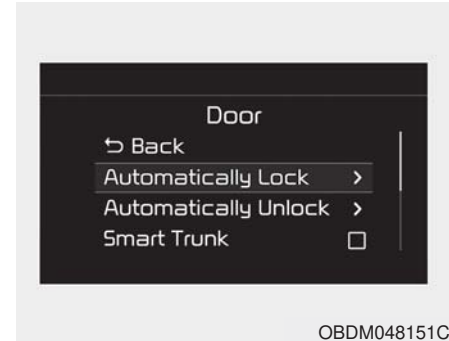 Door
⮌ Back
Automatically Lock >
Automatically Unlock >
Smart Trunk ☐
OBDM048151C